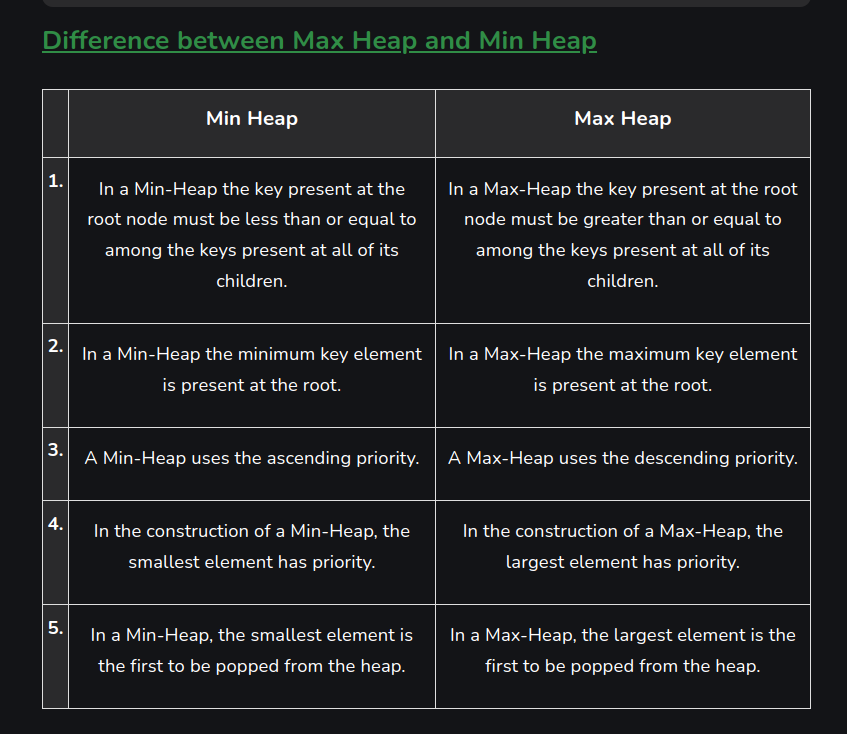 Difference between Max Heap and Min Heap
Min Heap
Max Heap
1.
In a Min-Heap the key present at the
root node must be less than or equal to
among the keys present at all of its
children.
In a Max-Heap the key present at the root
node must be greater than or equal to
among the keys present at all of its
children.
2.
In a Min-Heap the minimum key element
is present at the root.
In a Max-Heap the maximum key element
is present at the root.
3.
A Min-Heap uses the ascending priority.
A Max-Heap uses the descending priority.
4.
In the construction of a Min-Heap, the
smallest element has priority.
In the construction of a Max-Heap, the
largest element has priority.
5.
In a Min-Heap, the smallest element is
the first to be popped from the heap.
In a Max-Heap, the largest element is the
first to be popped from the heap.